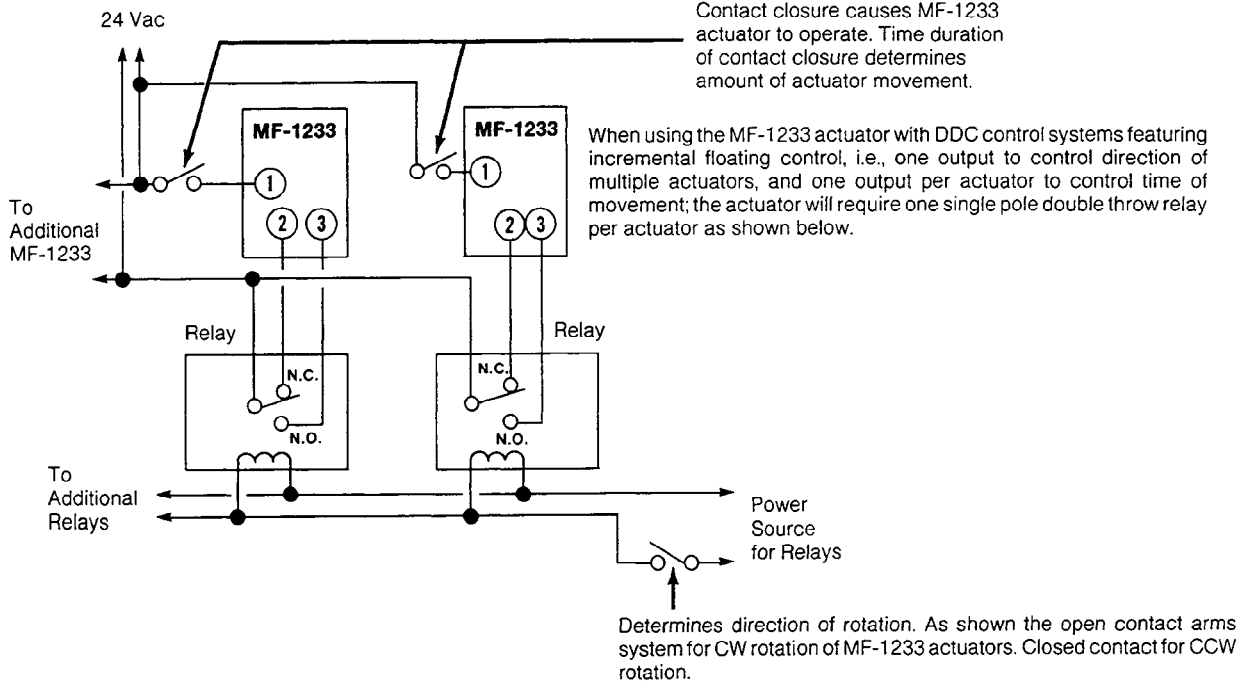 24 Vac
Contact closure causes MF-1233
actuator to operate. Time duration
of contact closure determines
amount of actuator movement.
MF-1233
MF-1233
When using the MF-1233 actuator with DDC control systems featuring
incremental floating control, i.e., one output to control direction of
multiple actuators, and one output per actuator to control time of
movement; the actuator will require one single pole double throw relay
per actuator as shown below.
1
1
To
Additional
MF-1233
2 3
2 3
Relay
Relay
N.C.
N.C.
N.O.
N.O.
To
Additional
Relays
Power
Source
for Relays
Determines direction of rotation. As shown the open contact arms
system for CW rotation of MF-1233 actuators. Closed contact for CCW
rotation.